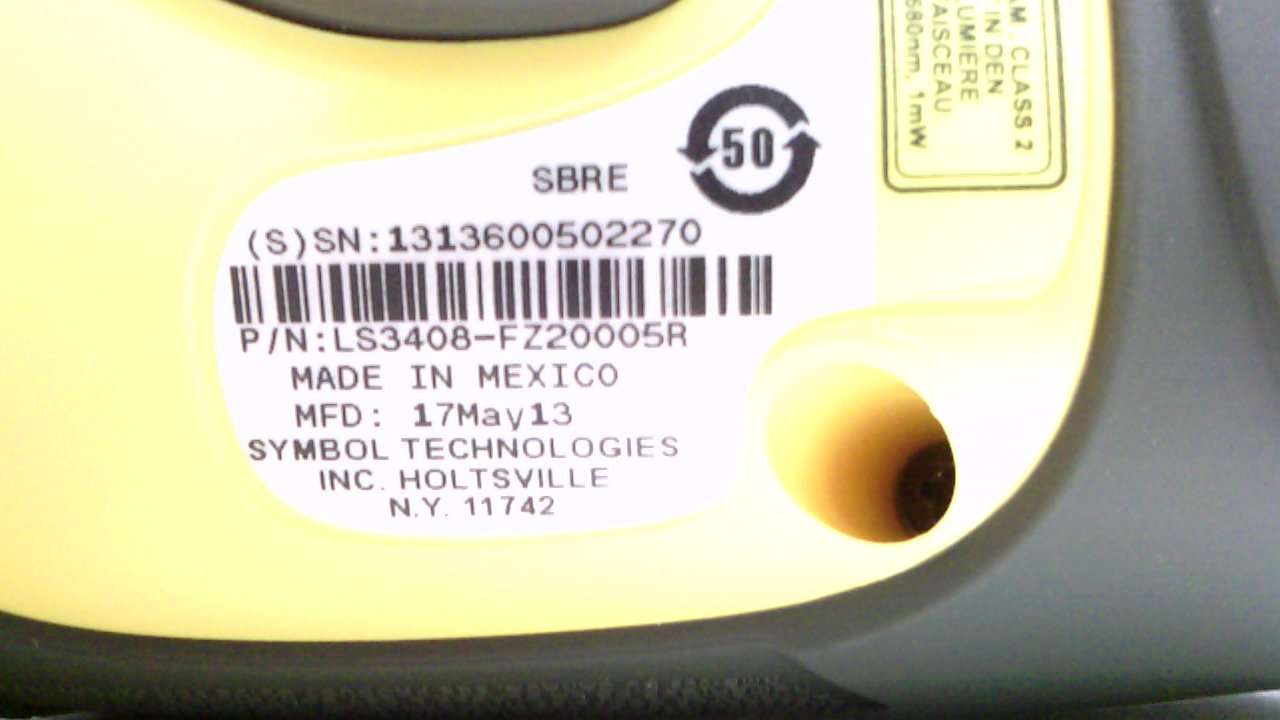 AM. CLASS 2
IN DEN
LUMIÈRE
AISCEAU.
680nm, 1mW
50
SBRE
(S)SN:1313600502270
P/N:LS3408-FZ20005R
MADE IN MEXICO
MFD: 17May13
SYMBOL TECHNOLOGIES
INC. HOLTSVILLE
N.Y. 11742